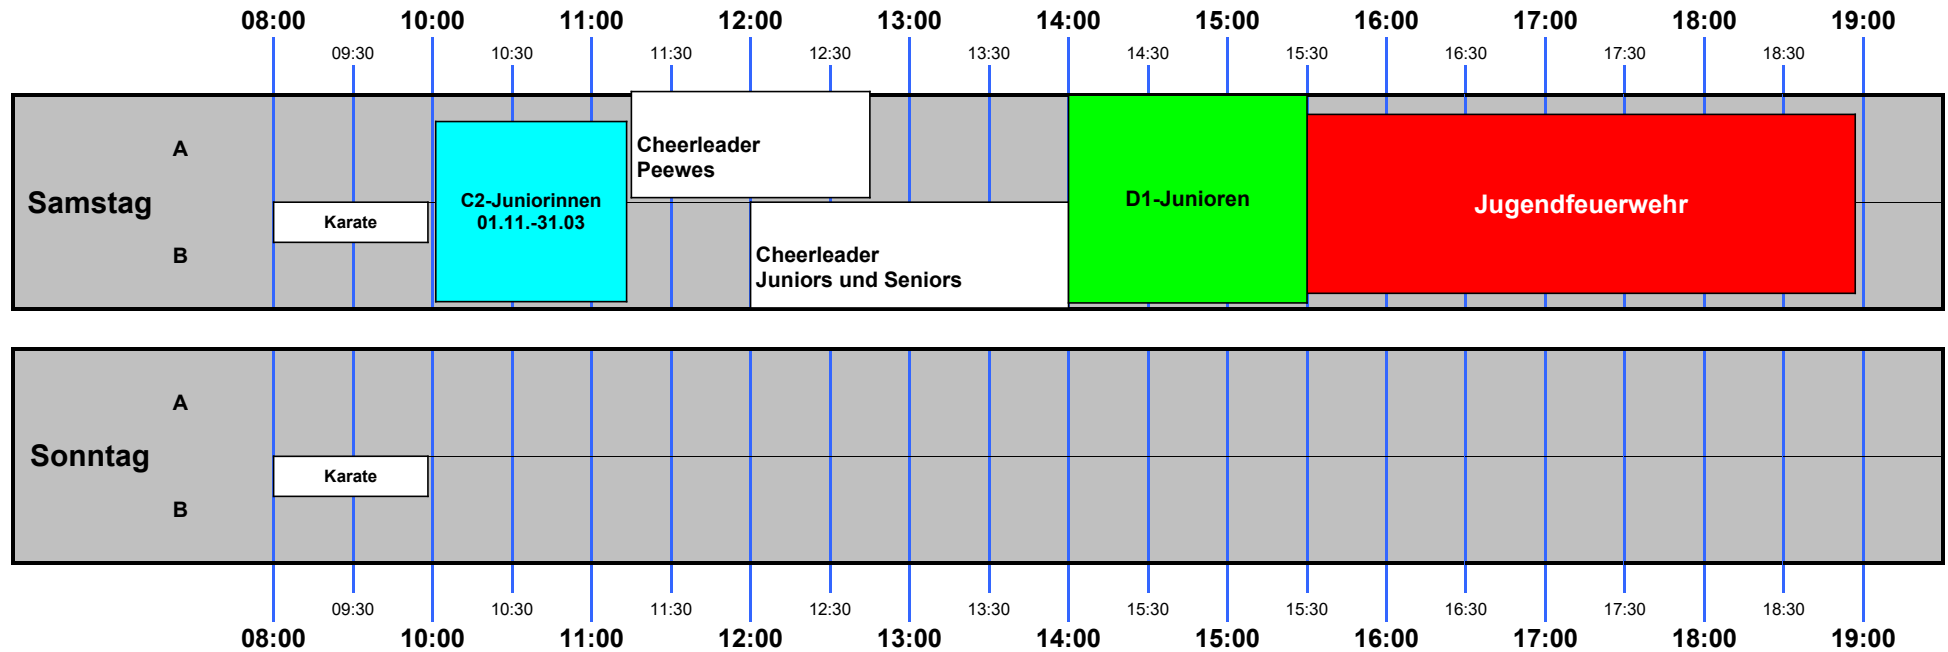 08:00 10:00 11:00 12:00 13:00 14:00 15:00 16:00 17:00 18:00 19:00
09:30 10:30 11:30 12:30 13:30 14:30 15:30 16:30 17:30 18:30
Samstag
A
B
Karate
C2-Juniorinnen
01.11.-31.03
Cheerleader
Peewes
Cheerleader
Juniors und Seniors
D1-Junioren
Jugendfeuerwehr
Sonntag
A
B
Karate
09:30 10:30 11:30 12:30 13:30 15:30 15:30 16:30 17:30 18:30
08:00 10:00 11:00 12:00 13:00 14:00 15:00 16:00 17:00 18:00 19:00